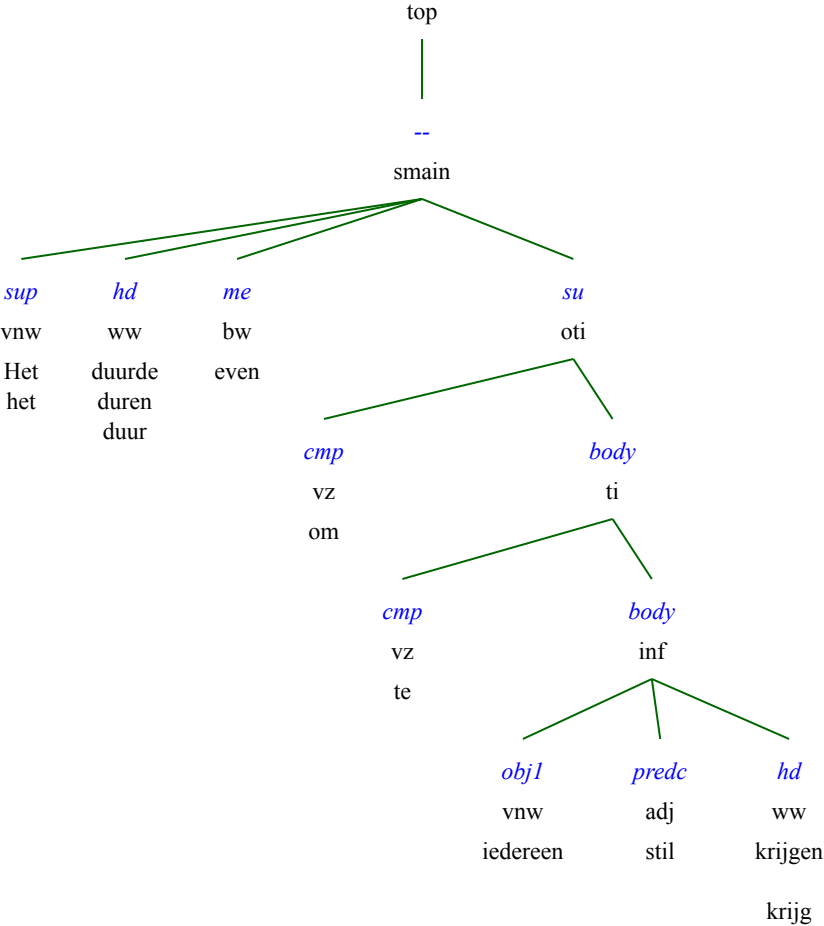 top
--
smain
sup hd me su
vnw ww bw oti
Het duurde even
het duren
duur
cmp body
vz ti
om
cmp body
vz inf
te
obj1 predc hd
vnw adj ww
iedereen stil krijgen
krijg